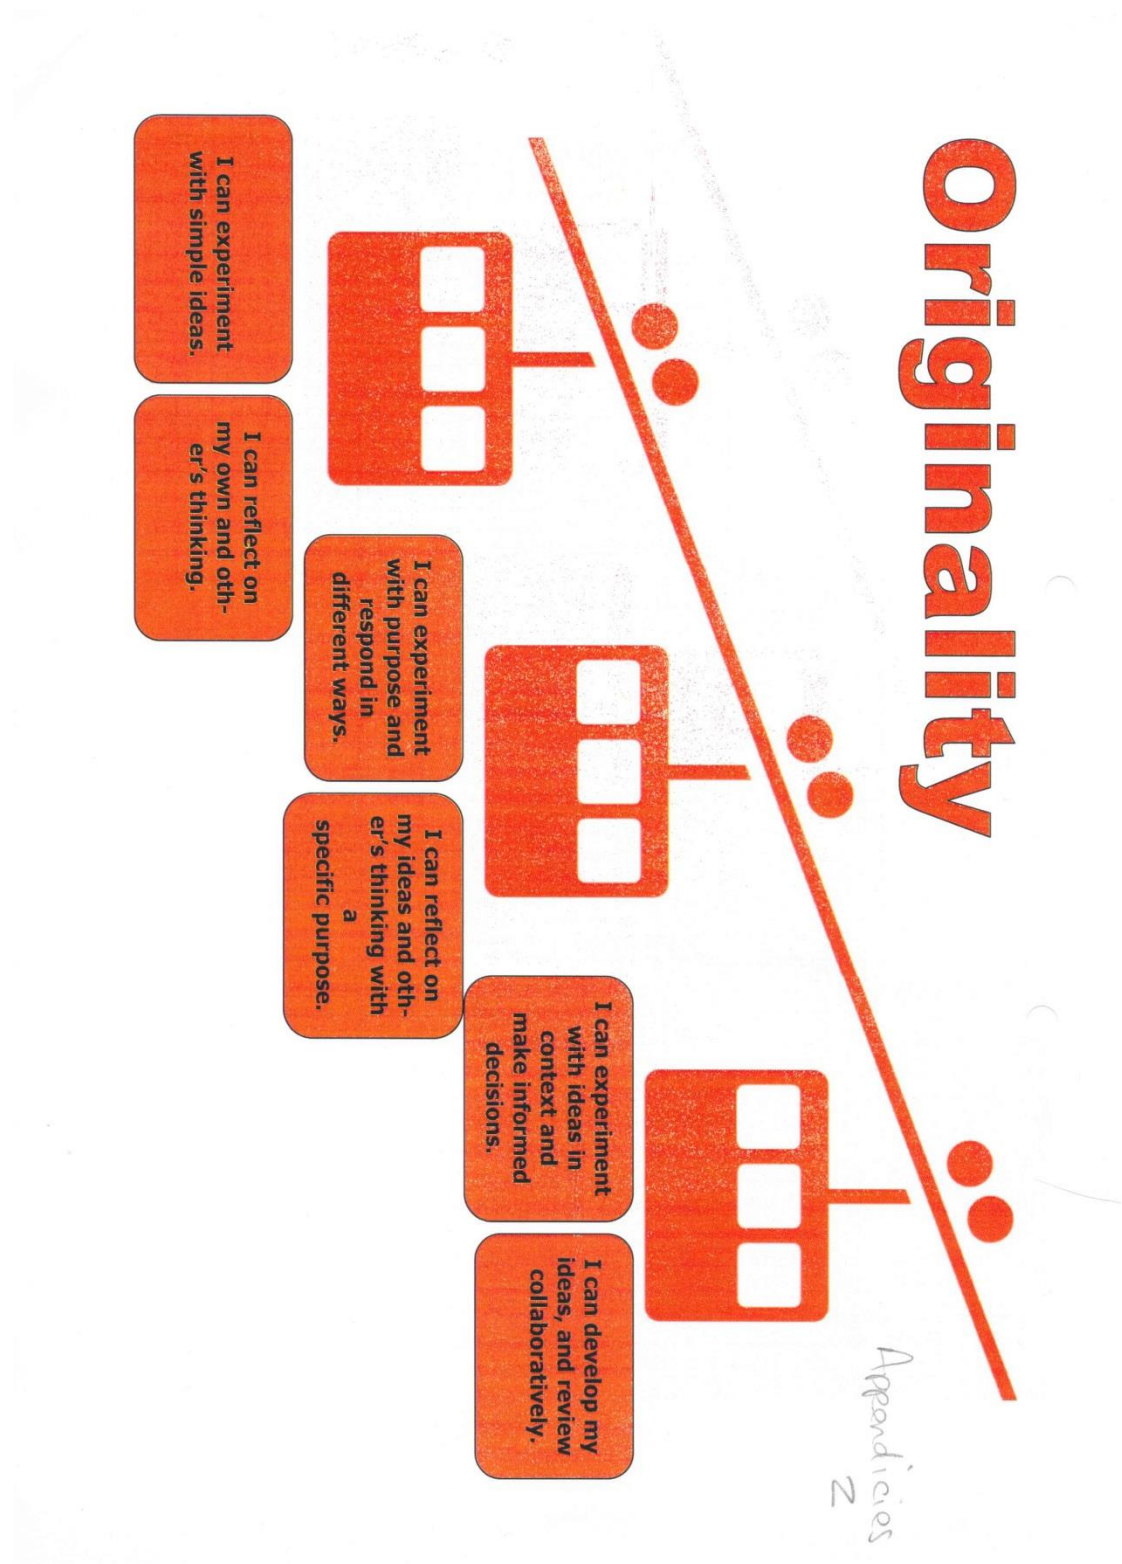 Originality
I can experiment
with simple ideas.
I can reflect on
my own and oth-
er's thinking.
I can experiment
with purpose and
respond in
different ways.
I can reflect on
my ideas and oth-
er's thinking with
a
specific purpose.
I can experiment
with ideas in
context and
make informed
decisions.
I can develop my
ideas, and review
collaboratively.
Appendicies
2